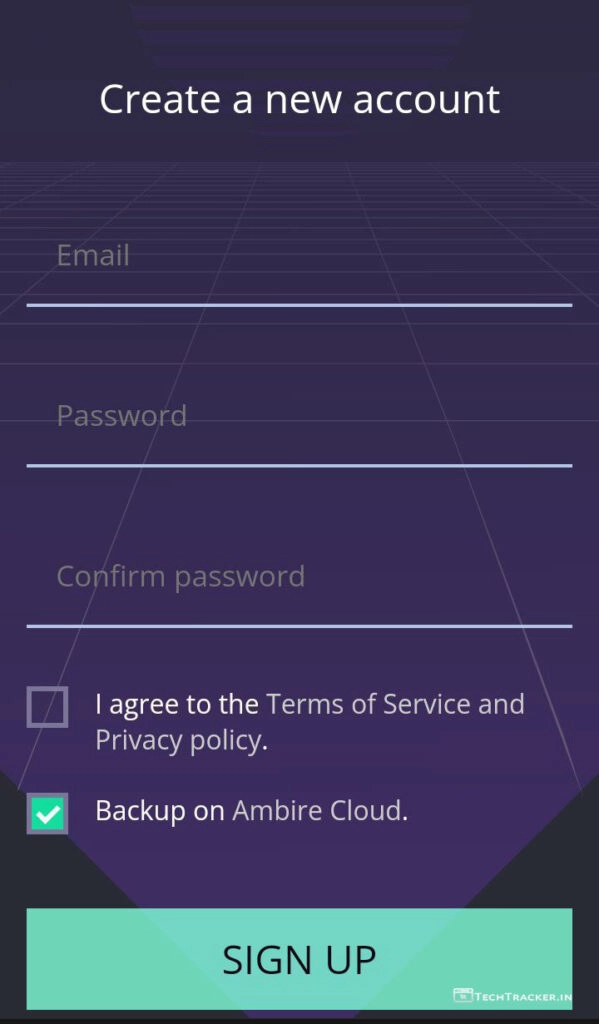 Create a new account
Email
Password
Confirm password
I agree to the Terms of Service and
Privacy policy.
Backup on Ambire Cloud.
SIGN UP
TECHTRACKER.IN